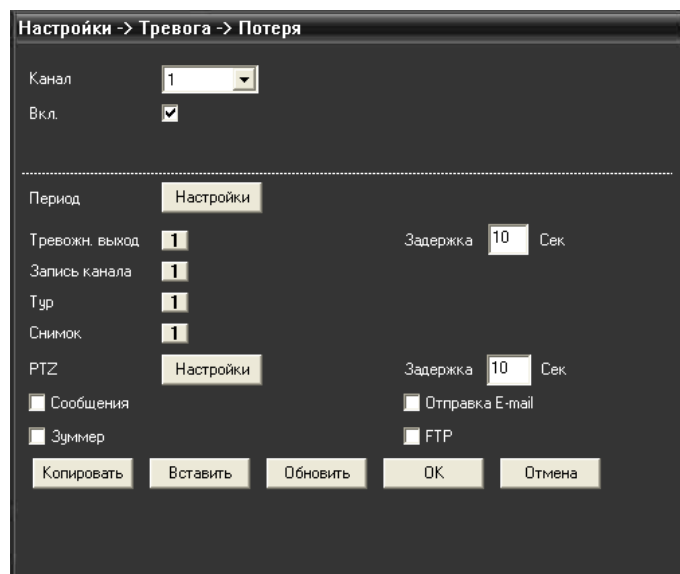 Настройки -> Тревога -> Потеря
Канал 1
Вкл.
Период Настройки
Тревожн. выход 1 Задержка 10 Сек
Запись канала 1
Тур 1
Снимок 1
PTZ Настройки Задержка 10 Сек
Сообщения Отправка E-mail
Зуммер FTP
Копировать Вставить Обновить OK Отмена